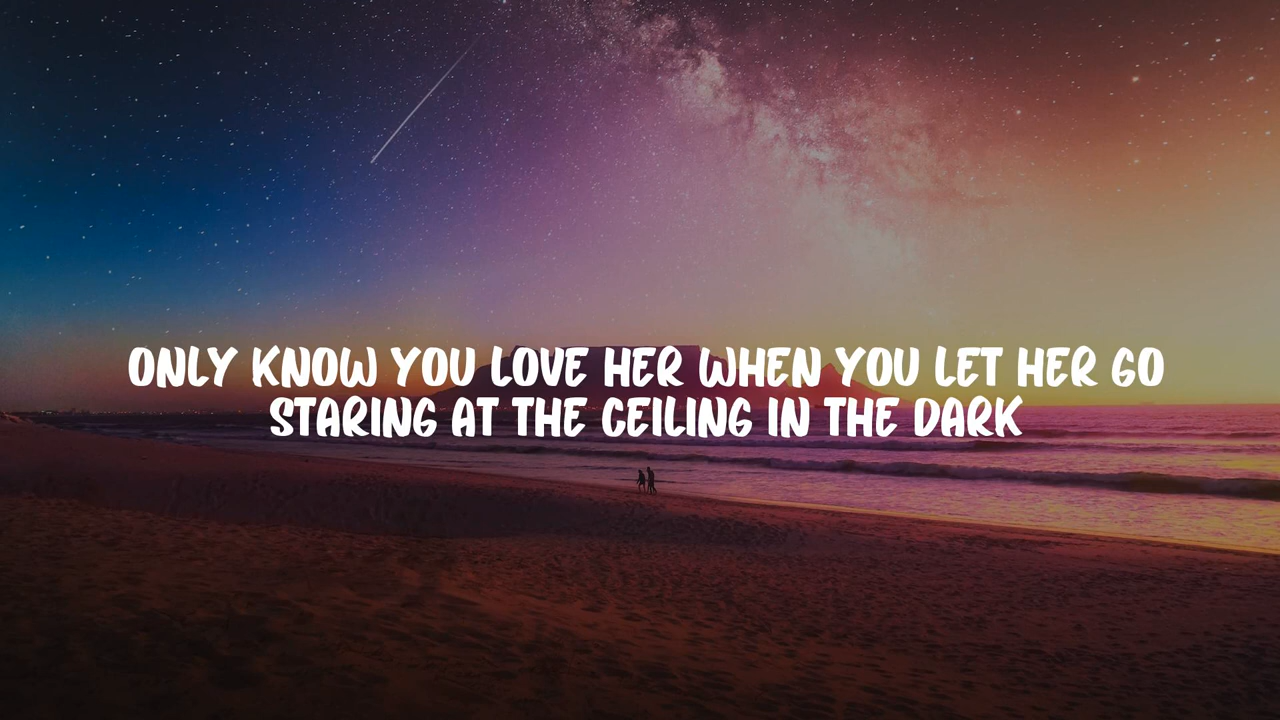 ONLY KNOW YOU LOVE HER WHEN YOU LET HER GO
STARING AT THE CEILING IN THE DARK